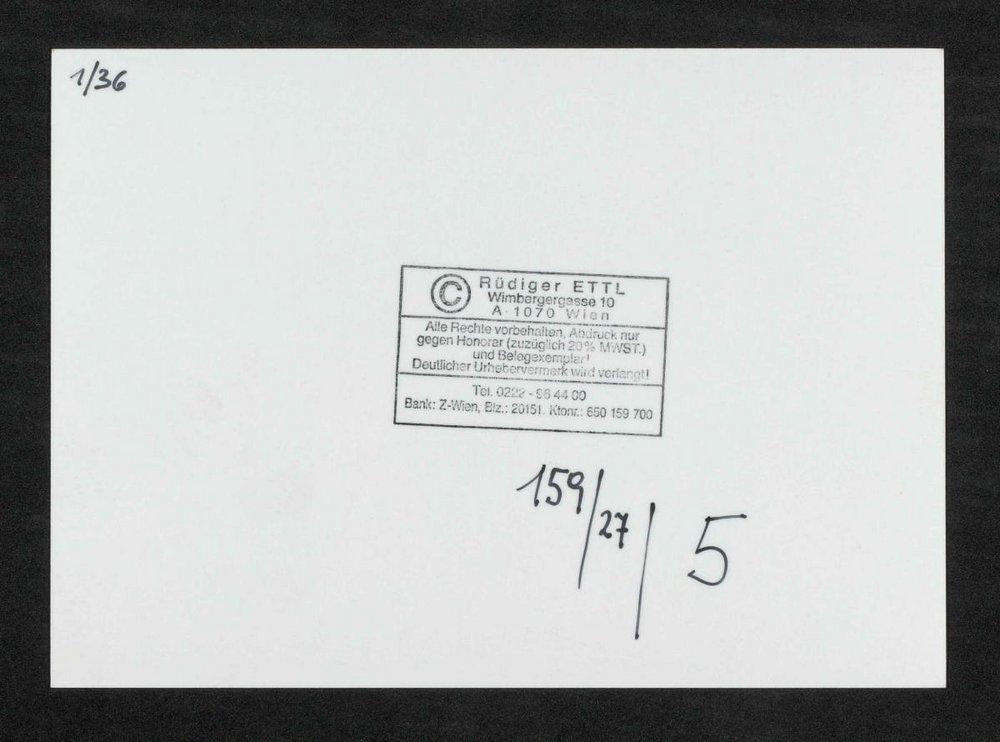 1/36
© Rüdiger ETTL
Wimbergergasse 10
A-1070 Wien
Alle Rechte vorbehalten, Abdruck nur
gegen Honorar (zuzüglich 20% MWST.)
und Belegexemplar!
Deutlicher Urhebervermerk wird verlangt!
Tel. 0222 - 96 44 00
Bank: Z-Wien, Blz.: 20151. Ktonr.: 650 159 700
159/27/5